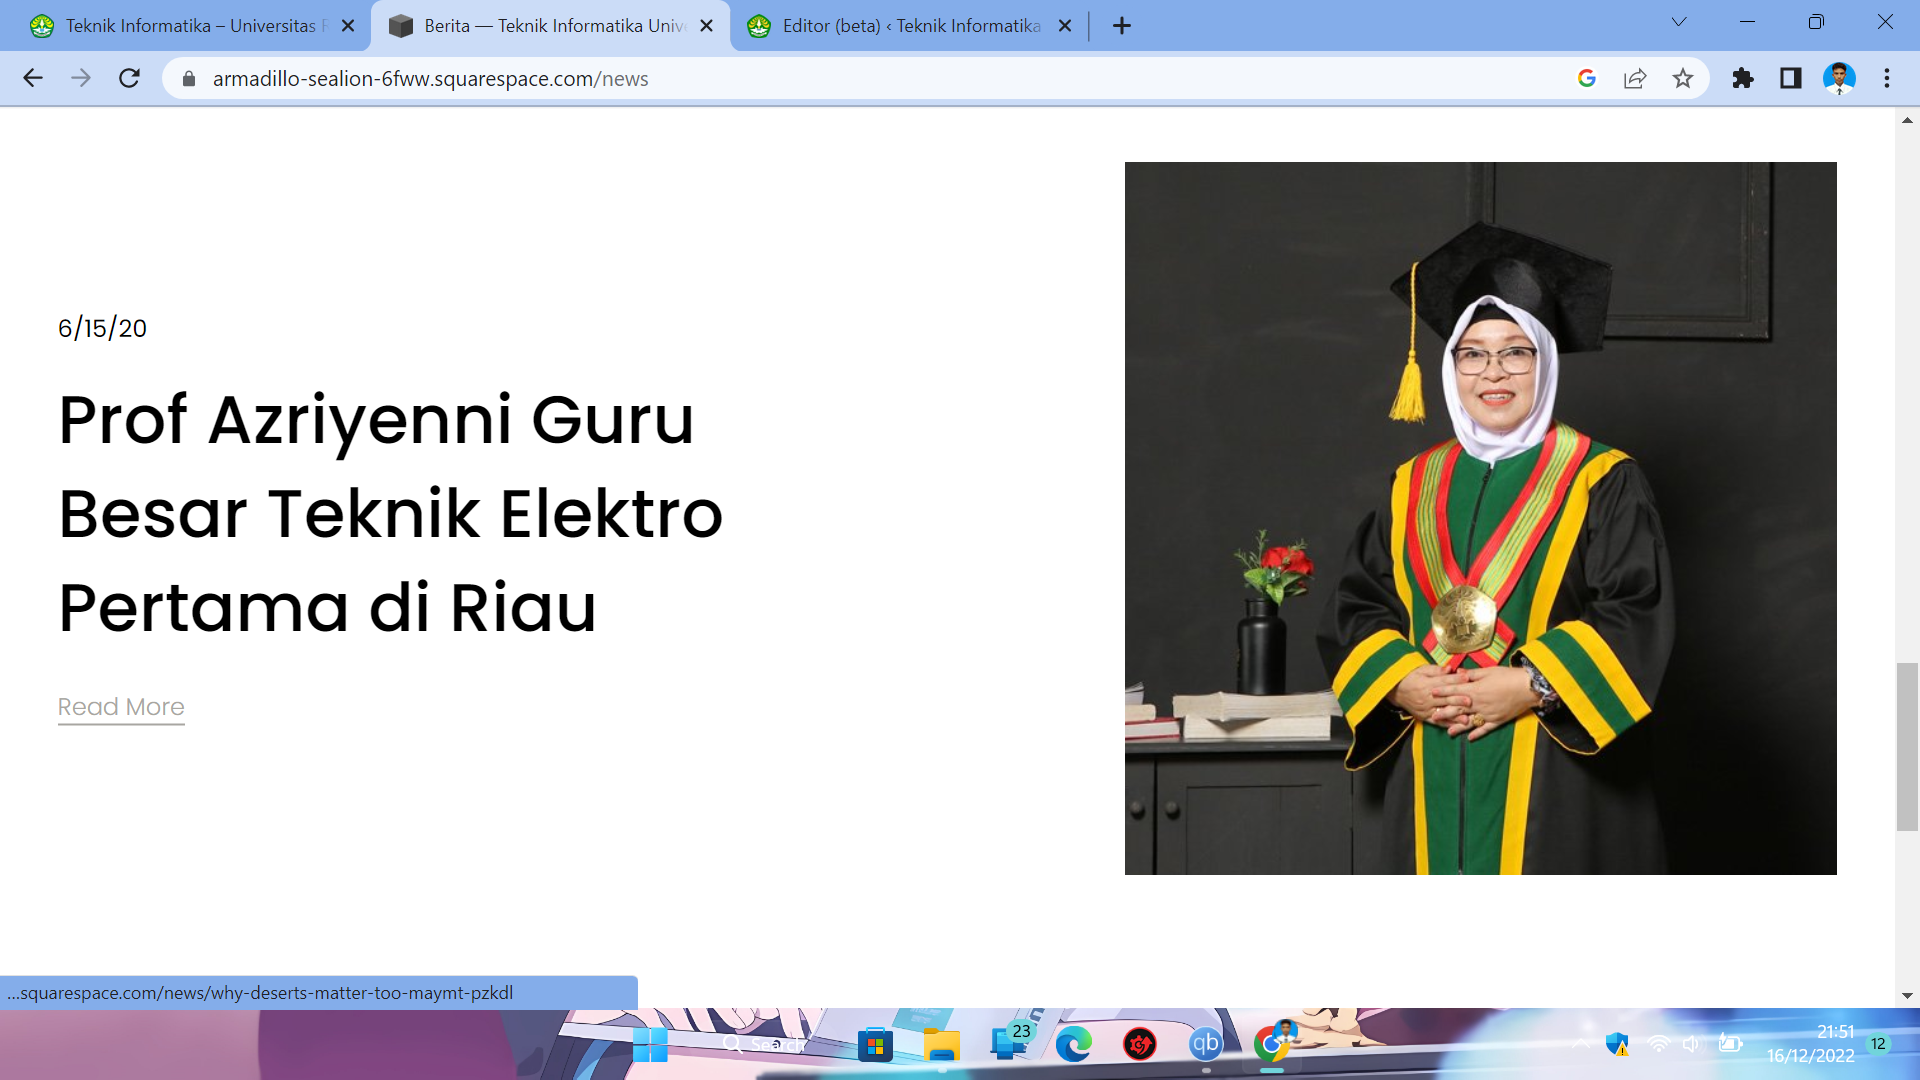 Teknik Informatika – Universitas R
Berita — Teknik Informatika Unive
Editor (beta) ‹ Teknik Informatika
armadillo-sealion-6fww.squarespace.com/news
6/15/20
Prof Azriyenni Guru
Besar Teknik Elektro
Pertama di Riau
Read More
...squarespace.com/news/why-deserts-matter-too-maymt-pzkdl
Search
23
qb
21:51
16/12/2022
12